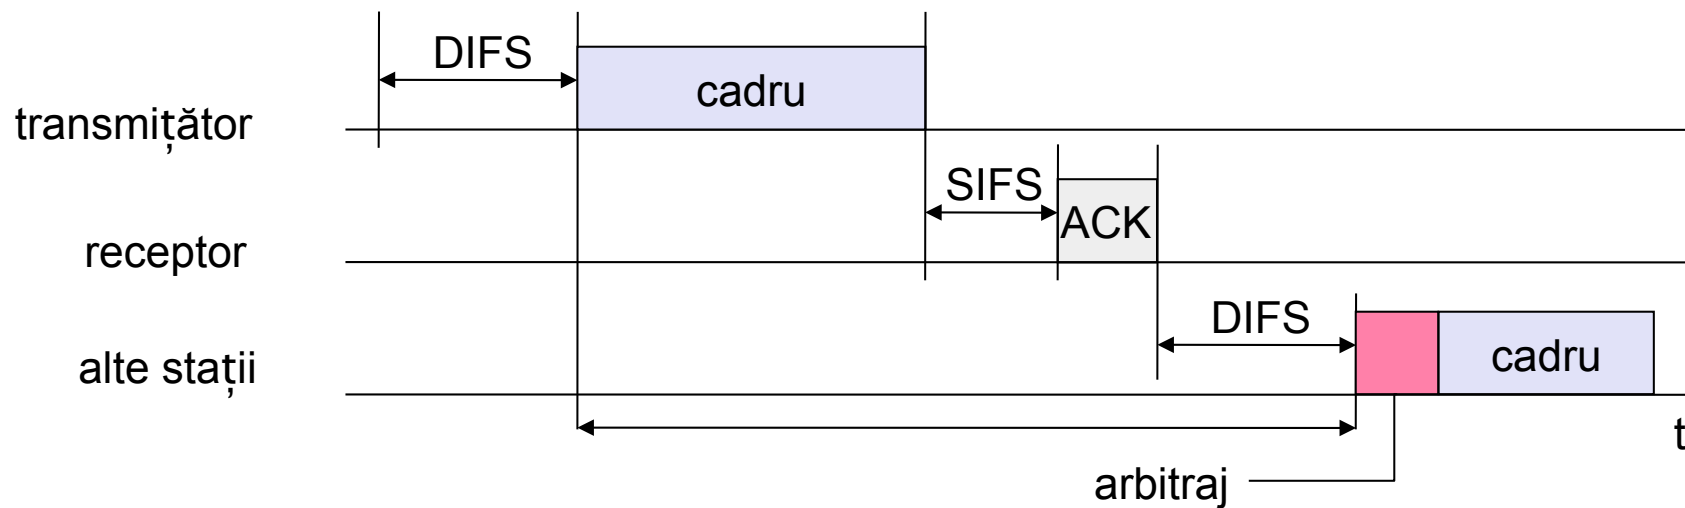 DIFS
cadru
transmițător
SIFS
ACK
receptor
DIFS
cadru
alte stații
t
arbitraj